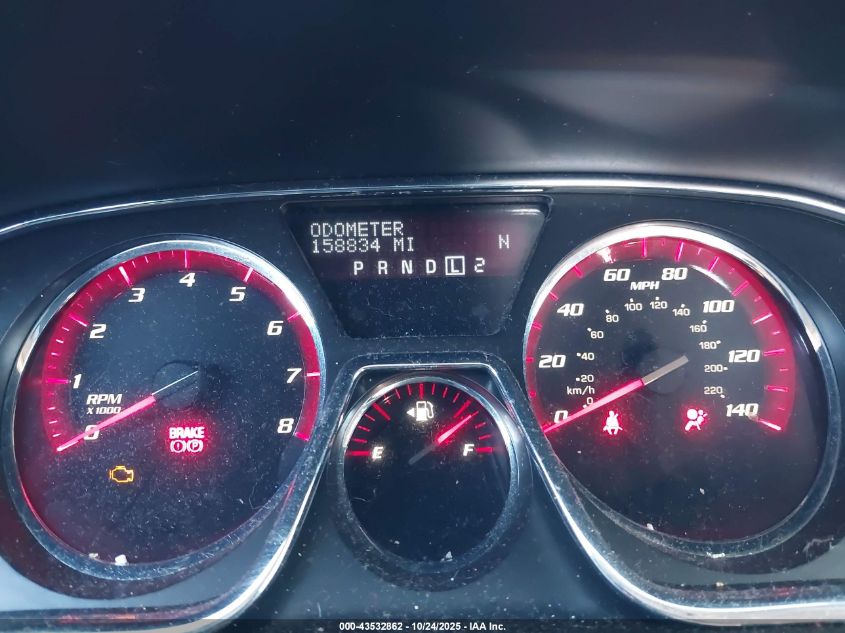 ODOMETER
158834 MI N
P R N D L 2
0 1 2 3 4 5 6 7 8
RPM
X1000
BRAKE
P
E F
0 20 40 60 80 100 120 140
MPH
0 20 40 60 80 100 120 140 160 180 200 220
km/h
000-43532862 - 10/24/2025 - IAA Inc.